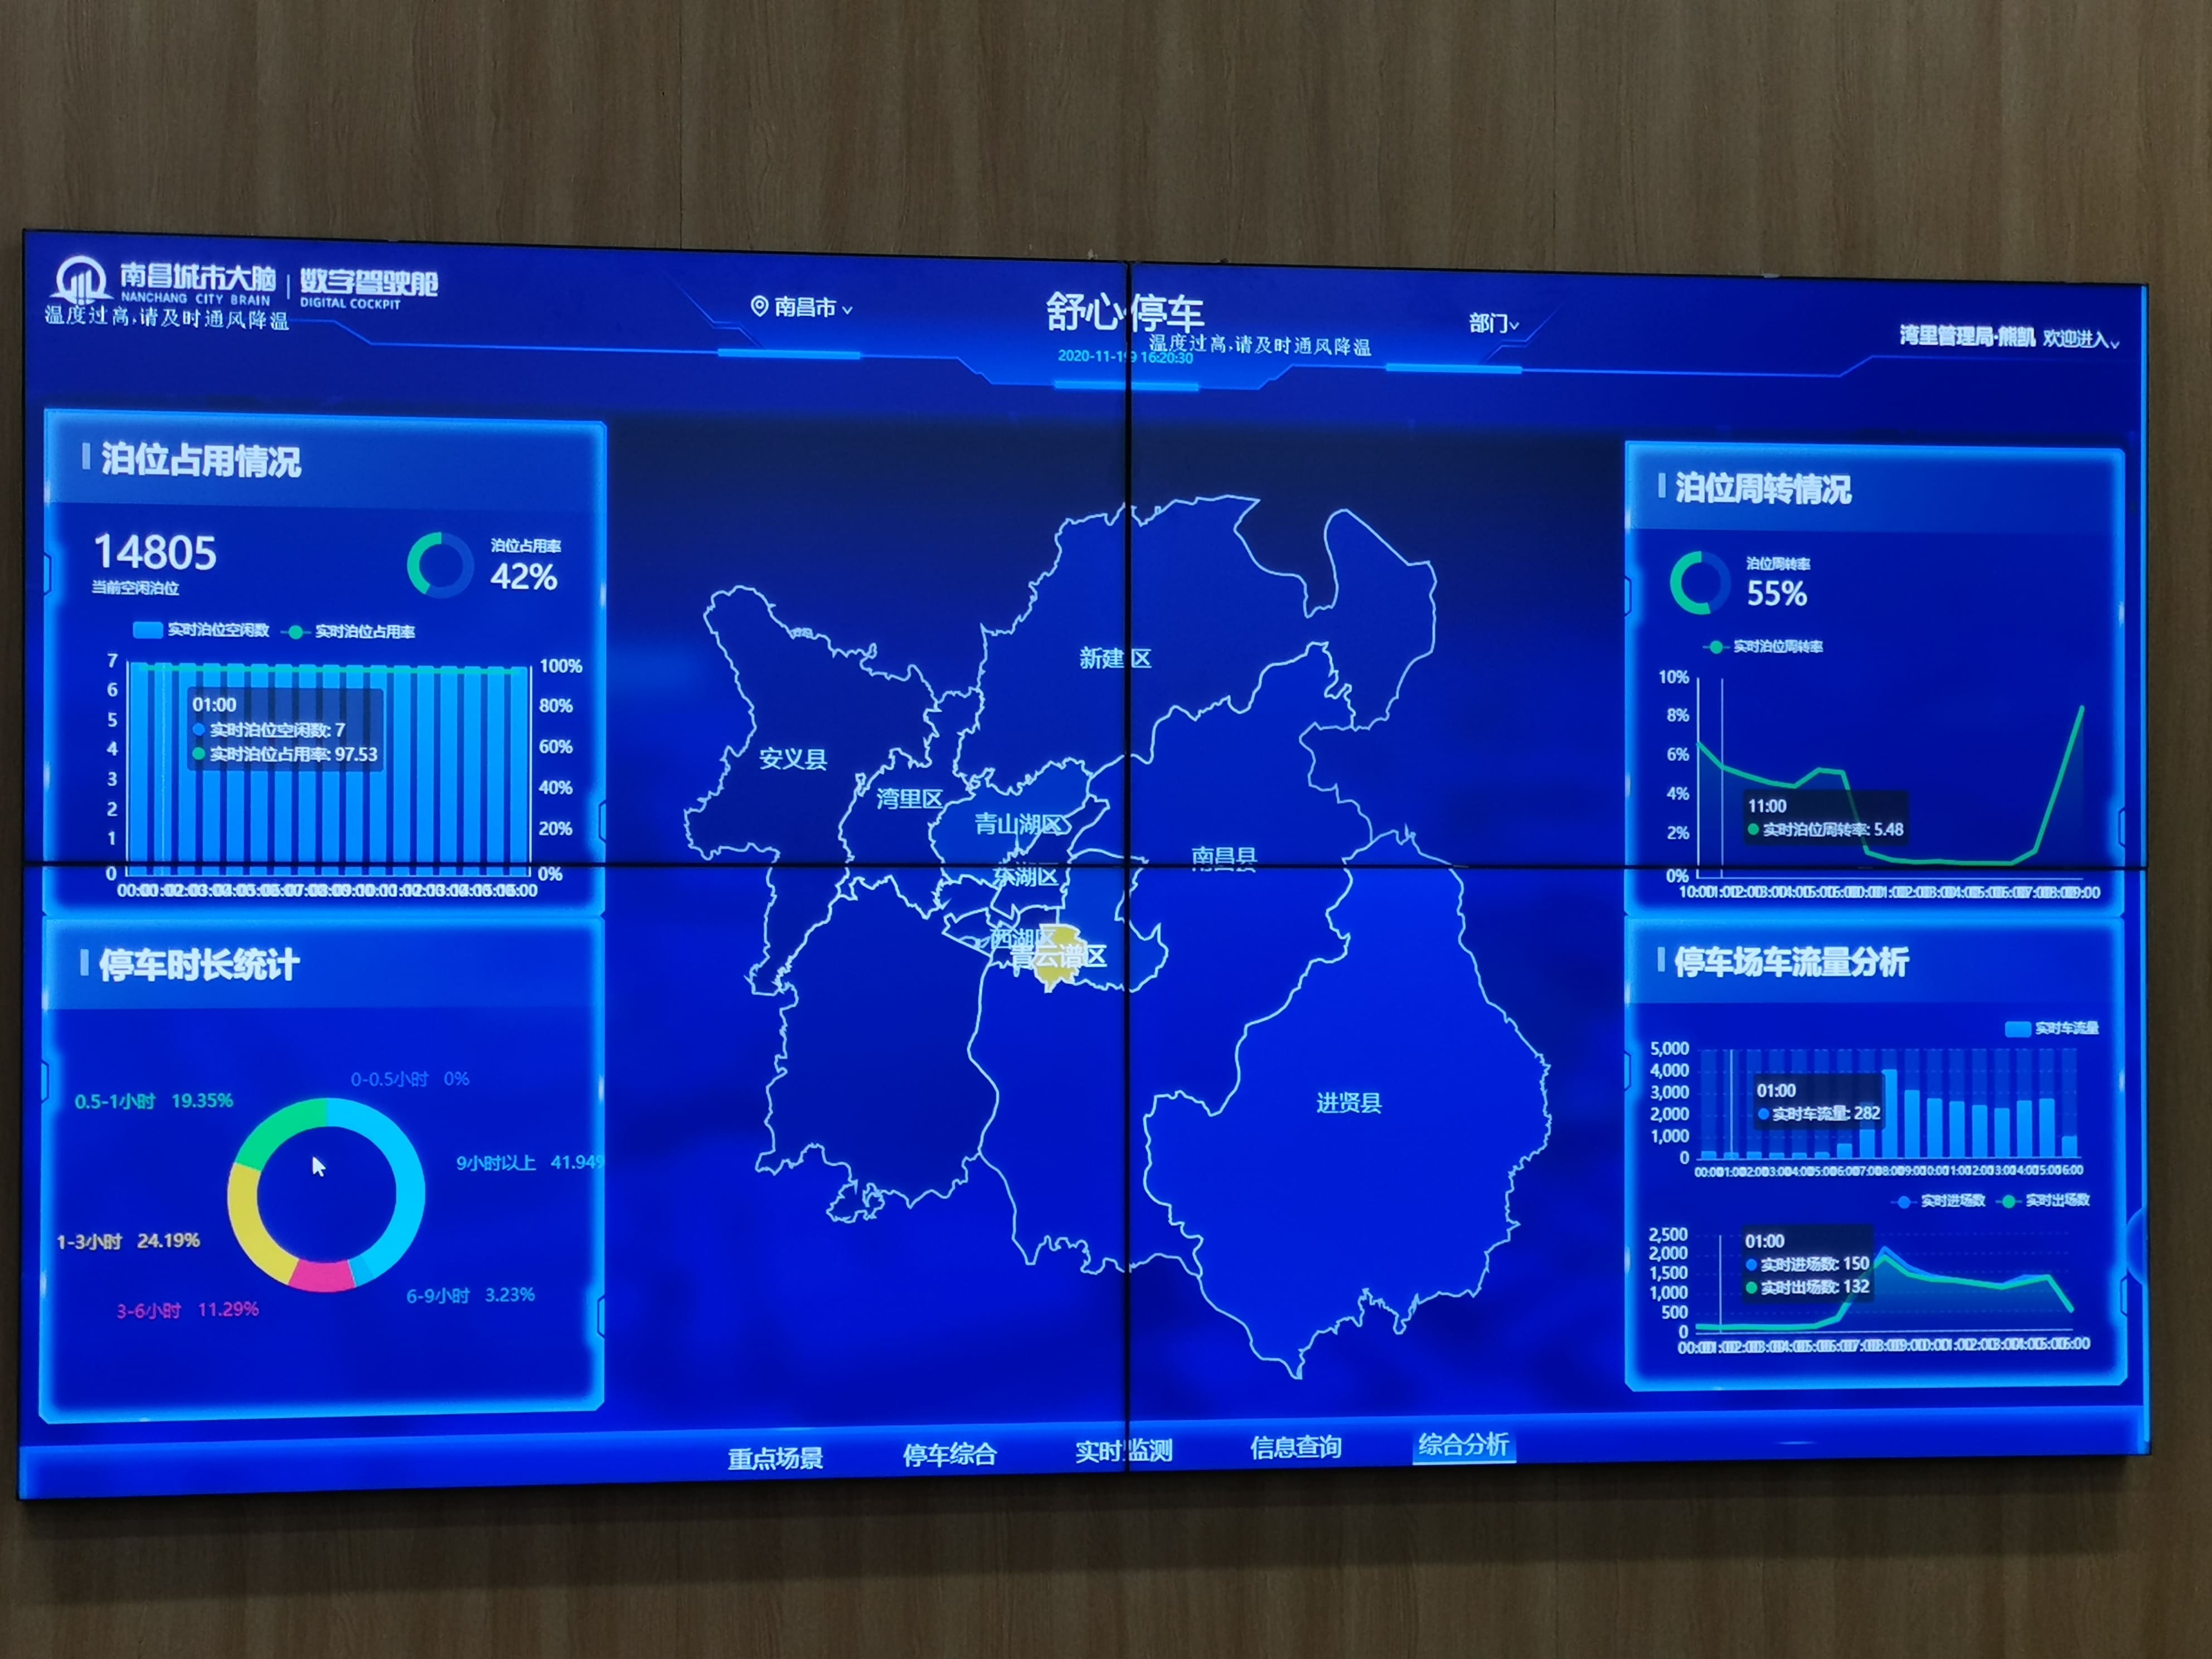 南昌城市大脑
NANCHANG CITY BRAIN
数字驾驶舱
DIGITAL COCKPIT
温度过高,请及时通风降温
南昌市
舒心·停车
2020-11-19 16:20:30
温度过高,请及时通风降温
部门
湾里管理局·熊凯 欢迎进入
泊位占用情况
14805
当前空闲泊位
泊位占用率
42%
实时泊位空闲数 实时泊位占用率
7
6
5
4
3
2
1
0
100%
80%
60%
40%
20%
0%
01:00
实时泊位空闲数: 7
实时泊位占用率: 97.53
停车时长统计
0-0.5小时 0%
0.5-1小时 19.35%
9小时以上 41.94%
1-3小时 24.19%
6-9小时 3.23%
3-6小时 11.29%
新建区
安义县
湾里区
青山湖区
南昌县
东湖区
西湖区
青云谱区
进贤县
泊位周转情况
泊位周转率
55%
实时泊位周转率
10%
8%
6%
4%
2%
0%
11:00
实时泊位周转率: 5.48
停车场车流量分析
实时车流量
5,000
4,000
3,000
2,000
1,000
0
01:00
实时车流量: 282
实时进场数 实时出场数
2,500
2,000
1,500
1,000
500
0
01:00
实时进场数: 150
实时出场数: 132
重点场景 停车综合 实时监测 信息查询 综合分析